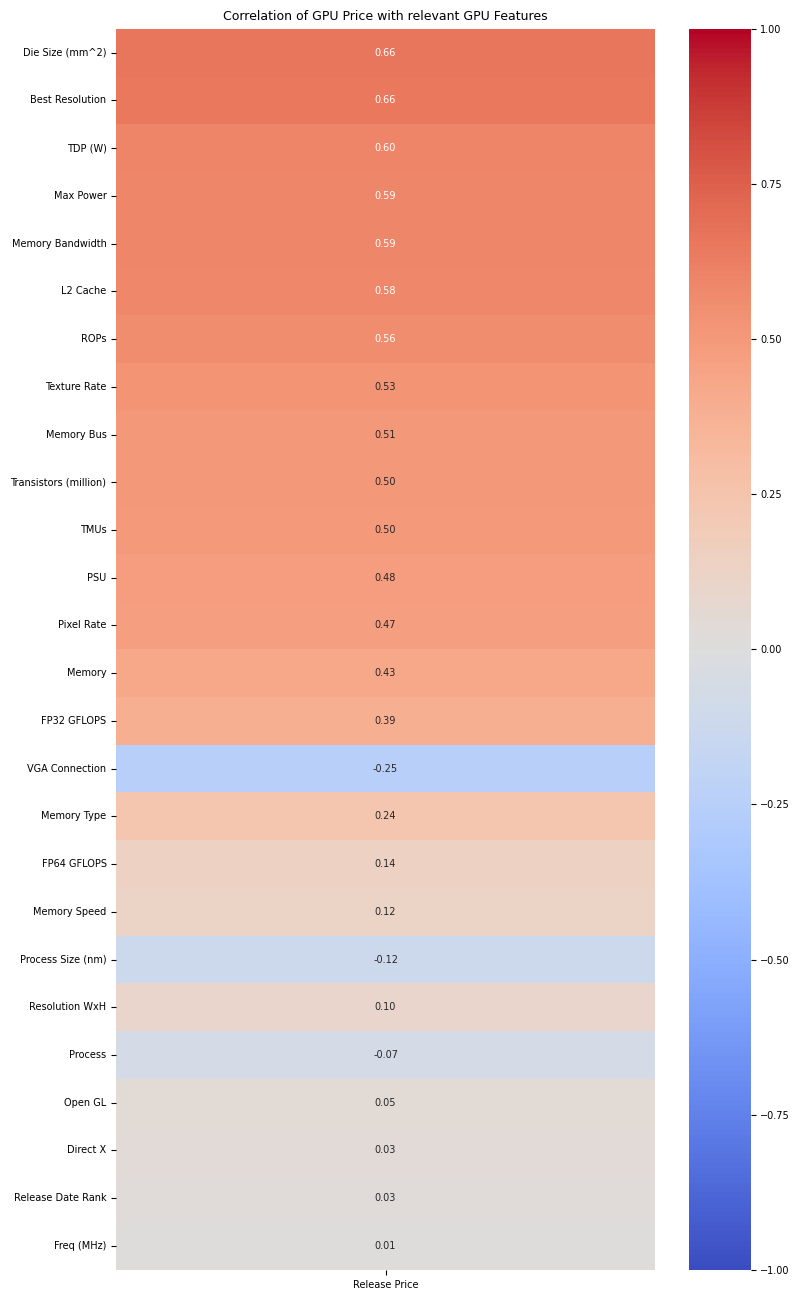 Correlation of GPU Price with relevant GPU Features
Die Size (mm^2) 0.66
Best Resolution 0.66
TDP (W) 0.60
Max Power 0.59
Memory Bandwidth 0.59
L2 Cache 0.58
ROPs 0.56
Texture Rate 0.53
Memory Bus 0.51
Transistors (million) 0.50
TMUs 0.50
PSU 0.48
Pixel Rate 0.47
Memory 0.43
FP32 GFLOPS 0.39
VGA Connection -0.25
Memory Type 0.24
FP64 GFLOPS 0.14
Memory Speed 0.12
Process Size (nm) -0.12
Resolution WxH 0.10
Process -0.07
Open GL 0.05
Direct X 0.03
Release Date Rank 0.03
Freq (MHz) 0.01
Release Price
1.00
0.75
0.50
0.25
0.00
−0.25
−0.50
−0.75
−1.00